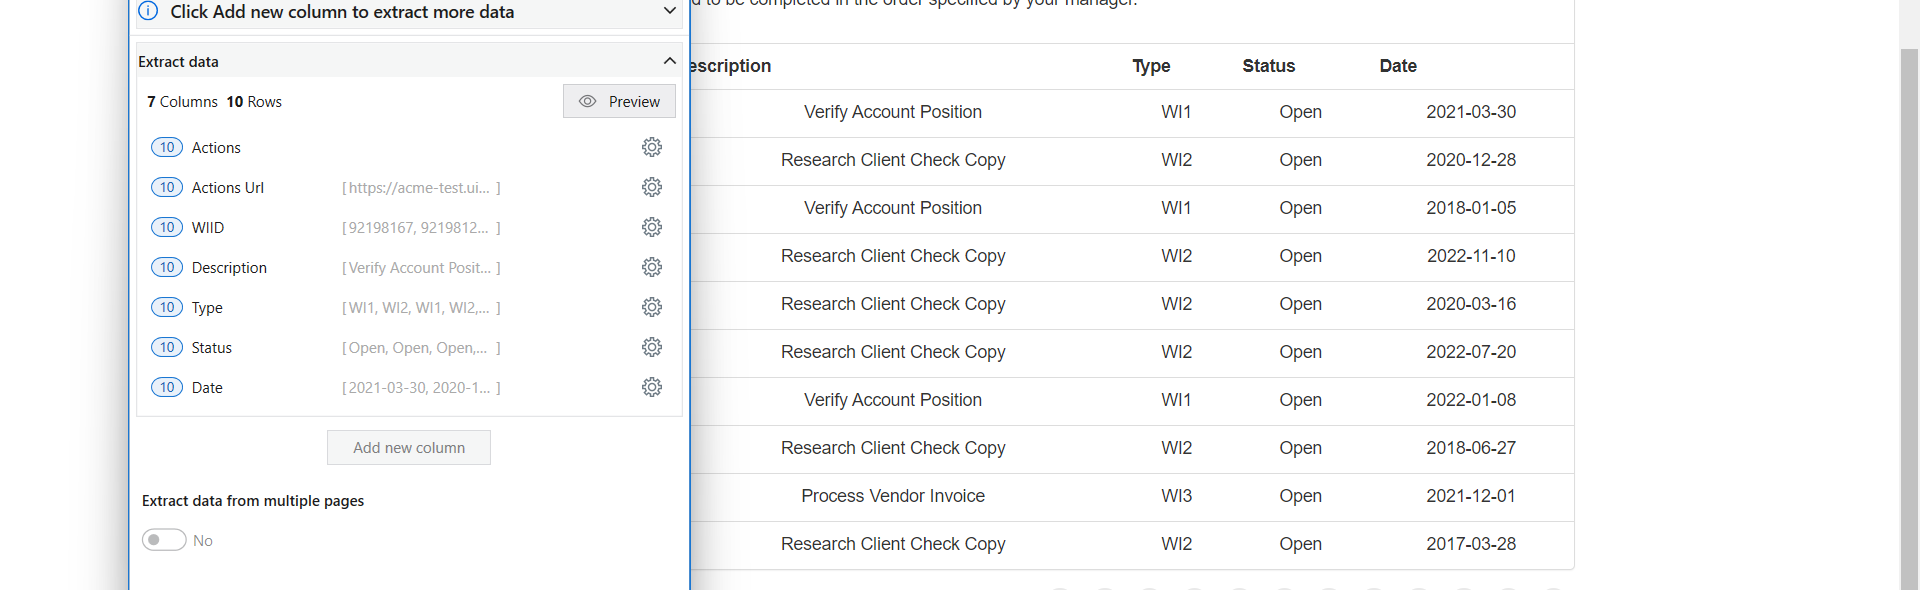 Click Add new column to extract more data
Extract data
7 Columns 10 Rows
Preview
10 Actions
10 Actions Url [https://acme-test.ui... ]
10 WIID [92198167, 9219812... ]
10 Description [Verify Account Posit... ]
10 Type [WI1, WI2, WI1, WI2,... ]
10 Status [Open, Open, Open,... ]
10 Date [2021-03-30, 2020-1... ]
Add new column
Extract data from multiple pages
No
d to be completed in the order specified by your manager.
escription Type Status Date
Verify Account Position WI1 Open 2021-03-30
Research Client Check Copy WI2 Open 2020-12-28
Verify Account Position WI1 Open 2018-01-05
Research Client Check Copy WI2 Open 2022-11-10
Research Client Check Copy WI2 Open 2020-03-16
Research Client Check Copy WI2 Open 2022-07-20
Verify Account Position WI1 Open 2022-01-08
Research Client Check Copy WI2 Open 2018-06-27
Process Vendor Invoice WI3 Open 2021-12-01
Research Client Check Copy WI2 Open 2017-03-28